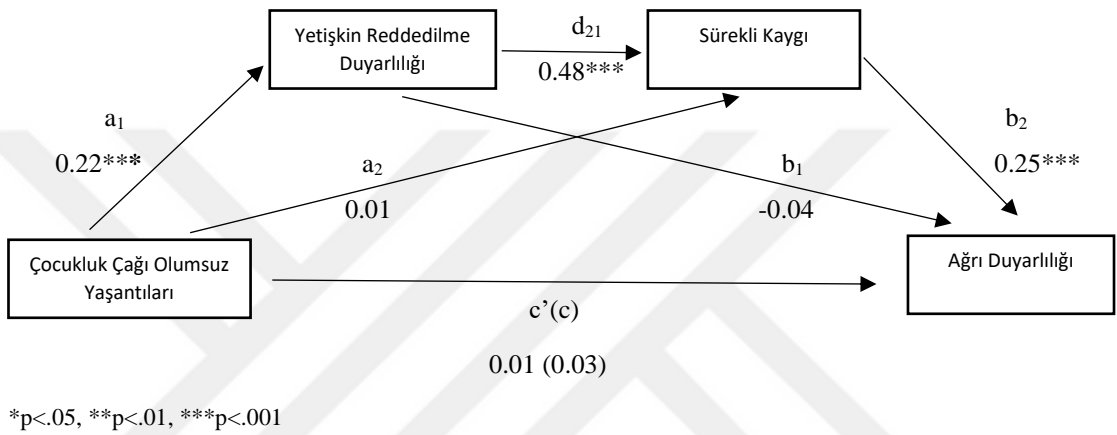 Yetişkin Reddedilme
Duyarlılığı
d₂₁
0.48***
Sürekli Kaygı
a₁
0.22***
a₂
0.01
b₁
-0.04
b₂
0.25***
Çocukluk Çağı Olumsuz
Yaşantıları
Ağrı Duyarlılığı
c’(c)
0.01 (0.03)
*p<.05, **p<.01, ***p<.001